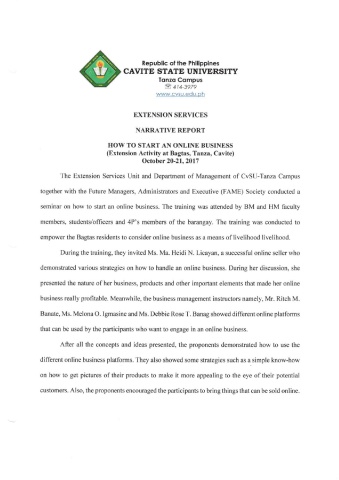 Republic of the Philippines
CAVITE STATE UNIVERSITY
Tanza Campus
☏ 414-3979
www.cvsu.edu.ph
EXTENSION SERVICES
NARRATIVE REPORT
HOW TO START AN ONLINE BUSINESS
(Extension Activity at Bagtas, Tanza, Cavite)
October 20-21, 2017
The Extension Services Unit and Department of Management of CvSU-Tanza Campus
together with the Future Managers, Administrators and Executive (FAME) Society conducted a
seminar on how to start an online business. The training was attended by BM and HM faculty
members, students/officers and 4P's members of the barangay. The training was conducted to
empower the Bagtas residents to consider online business as a means of livelihood livelihood.
During the training, they invited Ms. Ma. Heidi N. Licayan, a successful online seller who
demonstrated various strategies on how to handle an online business. During her discussion, she
presented the nature of her business, products and other important elements that made her online
business really profitable. Meanwhile, the business management instructors namely, Mr. Ritch M.
Banate, Ms. Melona O. Igmasine and Ms. Debbie Rose T. Banag showed different online platforms
that can be used by the participants who want to engage in an online business.
After all the concepts and ideas presented, the proponents demonstrated how to use the
different online business platforms. They also showed some strategies such as a simple know-how
on how to get pictures of their products to make it more appealing to the eye of their potential
customers. Also, the proponents encouraged the participants to bring things that can be sold online.